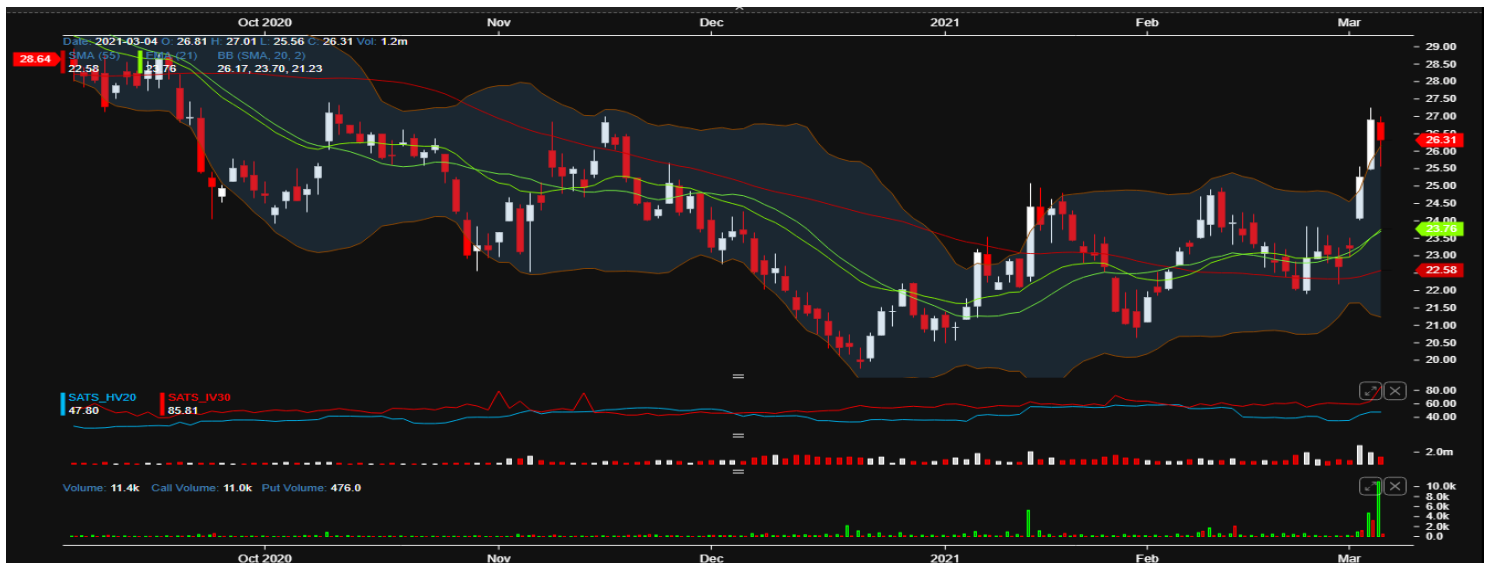 Oct 2020 Nov Dec 2021 Feb Mar
Date: 2021-03-04 O: 26.81 H: 27.01 L: 25.56 C: 26.31 Vol: 1.2m
SMA (55) EMA (21) BB (SMA, 20, 2)
22.58 23.76 26.17, 23.70, 21.23
28.64
29.00
28.50
28.00
27.50
27.00
26.31
26.00
25.50
25.00
24.50
24.00
23.76
23.50
23.00
22.58
22.00
21.50
21.00
20.50
20.00
SATS_HV20 SATS_IV30
47.80 85.81
80.00
60.00
40.00
2.0m
Volume: 11.4k Call Volume: 11.0k Put Volume: 476.0
10.0k
8.0k
6.0k
4.0k
2.0k
0.0
Oct 2020 Nov Dec 2021 Feb Mar